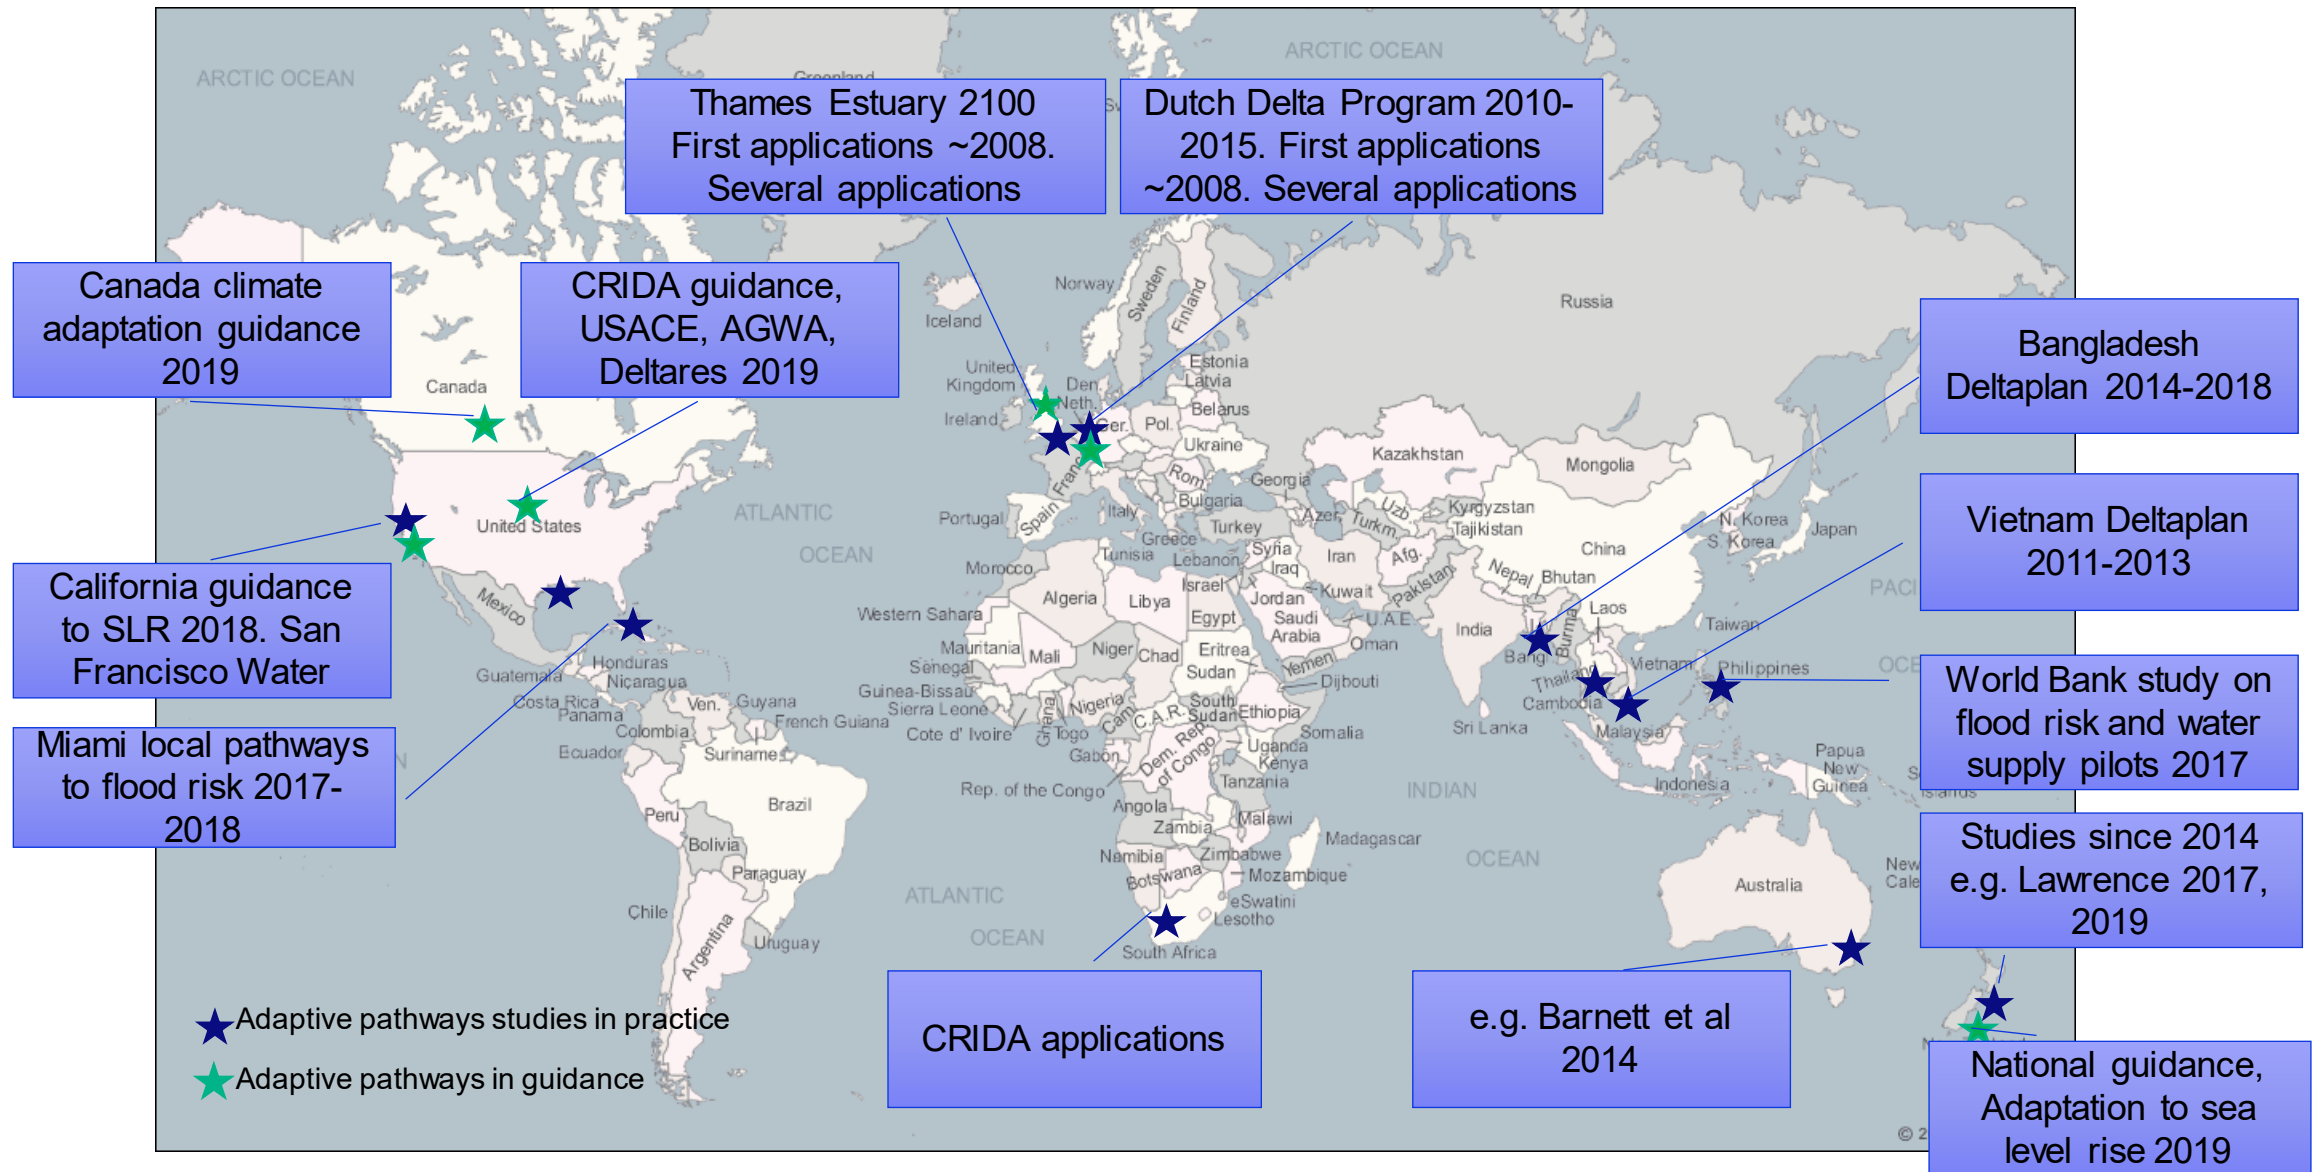 ARCTIC OCEAN
ARCTIC OCEAN
Greenland
Thames Estuary 2100
First applications ~2008.
Several applications
Dutch Delta Program 2010-
2015. First applications
~2008. Several applications
Canada climate
adaptation guidance
2019
CRIDA guidance,
USACE, AGWA,
Deltares 2019
Bangladesh
Deltaplan 2014-2018
Vietnam Deltaplan
2011-2013
World Bank study on
flood risk and water
supply pilots 2017
Studies since 2014
e.g. Lawrence 2017,
2019
National guidance,
Adaptation to sea
level rise 2019
California guidance
to SLR 2018. San
Francisco Water
Miami local pathways
to flood risk 2017-
2018
CRIDA applications
e.g. Barnett et al
2014
Adaptive pathways studies in practice
Adaptive pathways in guidance
Norway
Sweden
Finland
Russia
Iceland
Estonia
Latvia
United
Kingdom
Den.
Neth.
Belarus
Ireland
Ger.
Pol.
Ukraine
Canada
Kazakhstan
Mongolia
Rom.
Georgia
Bulgaria
Uzb
Kyrgyzstan
Portugal
Spain
Italy
Turkey
Azer.
Turkm.
Tajikistan
N. Korea
S. Korea
Japan
United States
ATLANTIC
OCEAN
Greece
Tunisia
Lebanon
Syria
Iraq
Iran
Afg.
China
Morocco
Israel
Kuwait
Pakistan
Nepal
Bhutan
Mexico
Algeria
Libya
Egypt
Jordan
Saudi
Arabia
U.A.E.
Oman
India
Burma
Laos
Taiwan
Western Sahara
Mauritania
Mali
Niger
Chad
Eritrea
Sudan
Yemen
Bangl.
Thailand
Vietnam
Philippines
Honduras
Guatemala
Nicaragua
Senegal
Guinea-Bissau
Sierra Leone
Nigeria
Djibouti
Cambodia
Costa Rica
Panama
Ven.
Guyana
French Guiana
Cote d' Ivoire
Ghana
Togo
Cam.
C.A.R.
South
Sudan
Ethiopia
Somalia
Sri Lanka
Malaysia
Colombia
Ecuador
Suriname
Gabon
Dem. Rep.
of Congo
Uganda
Kenya
Rep. of the Congo
Tanzania
INDIAN
OCEAN
Indonesia
Papua
New
Guinea
Islands
Peru
Brazil
Angola
Zambia
Malawi
Madagascar
Bolivia
Namibia
Zimbabwe
Botswana
Mozambique
Paraguay
ATLANTIC
OCEAN
eSwatini
Lesotho
South Africa
Chile
Argentina
Uruguay
Australia
New